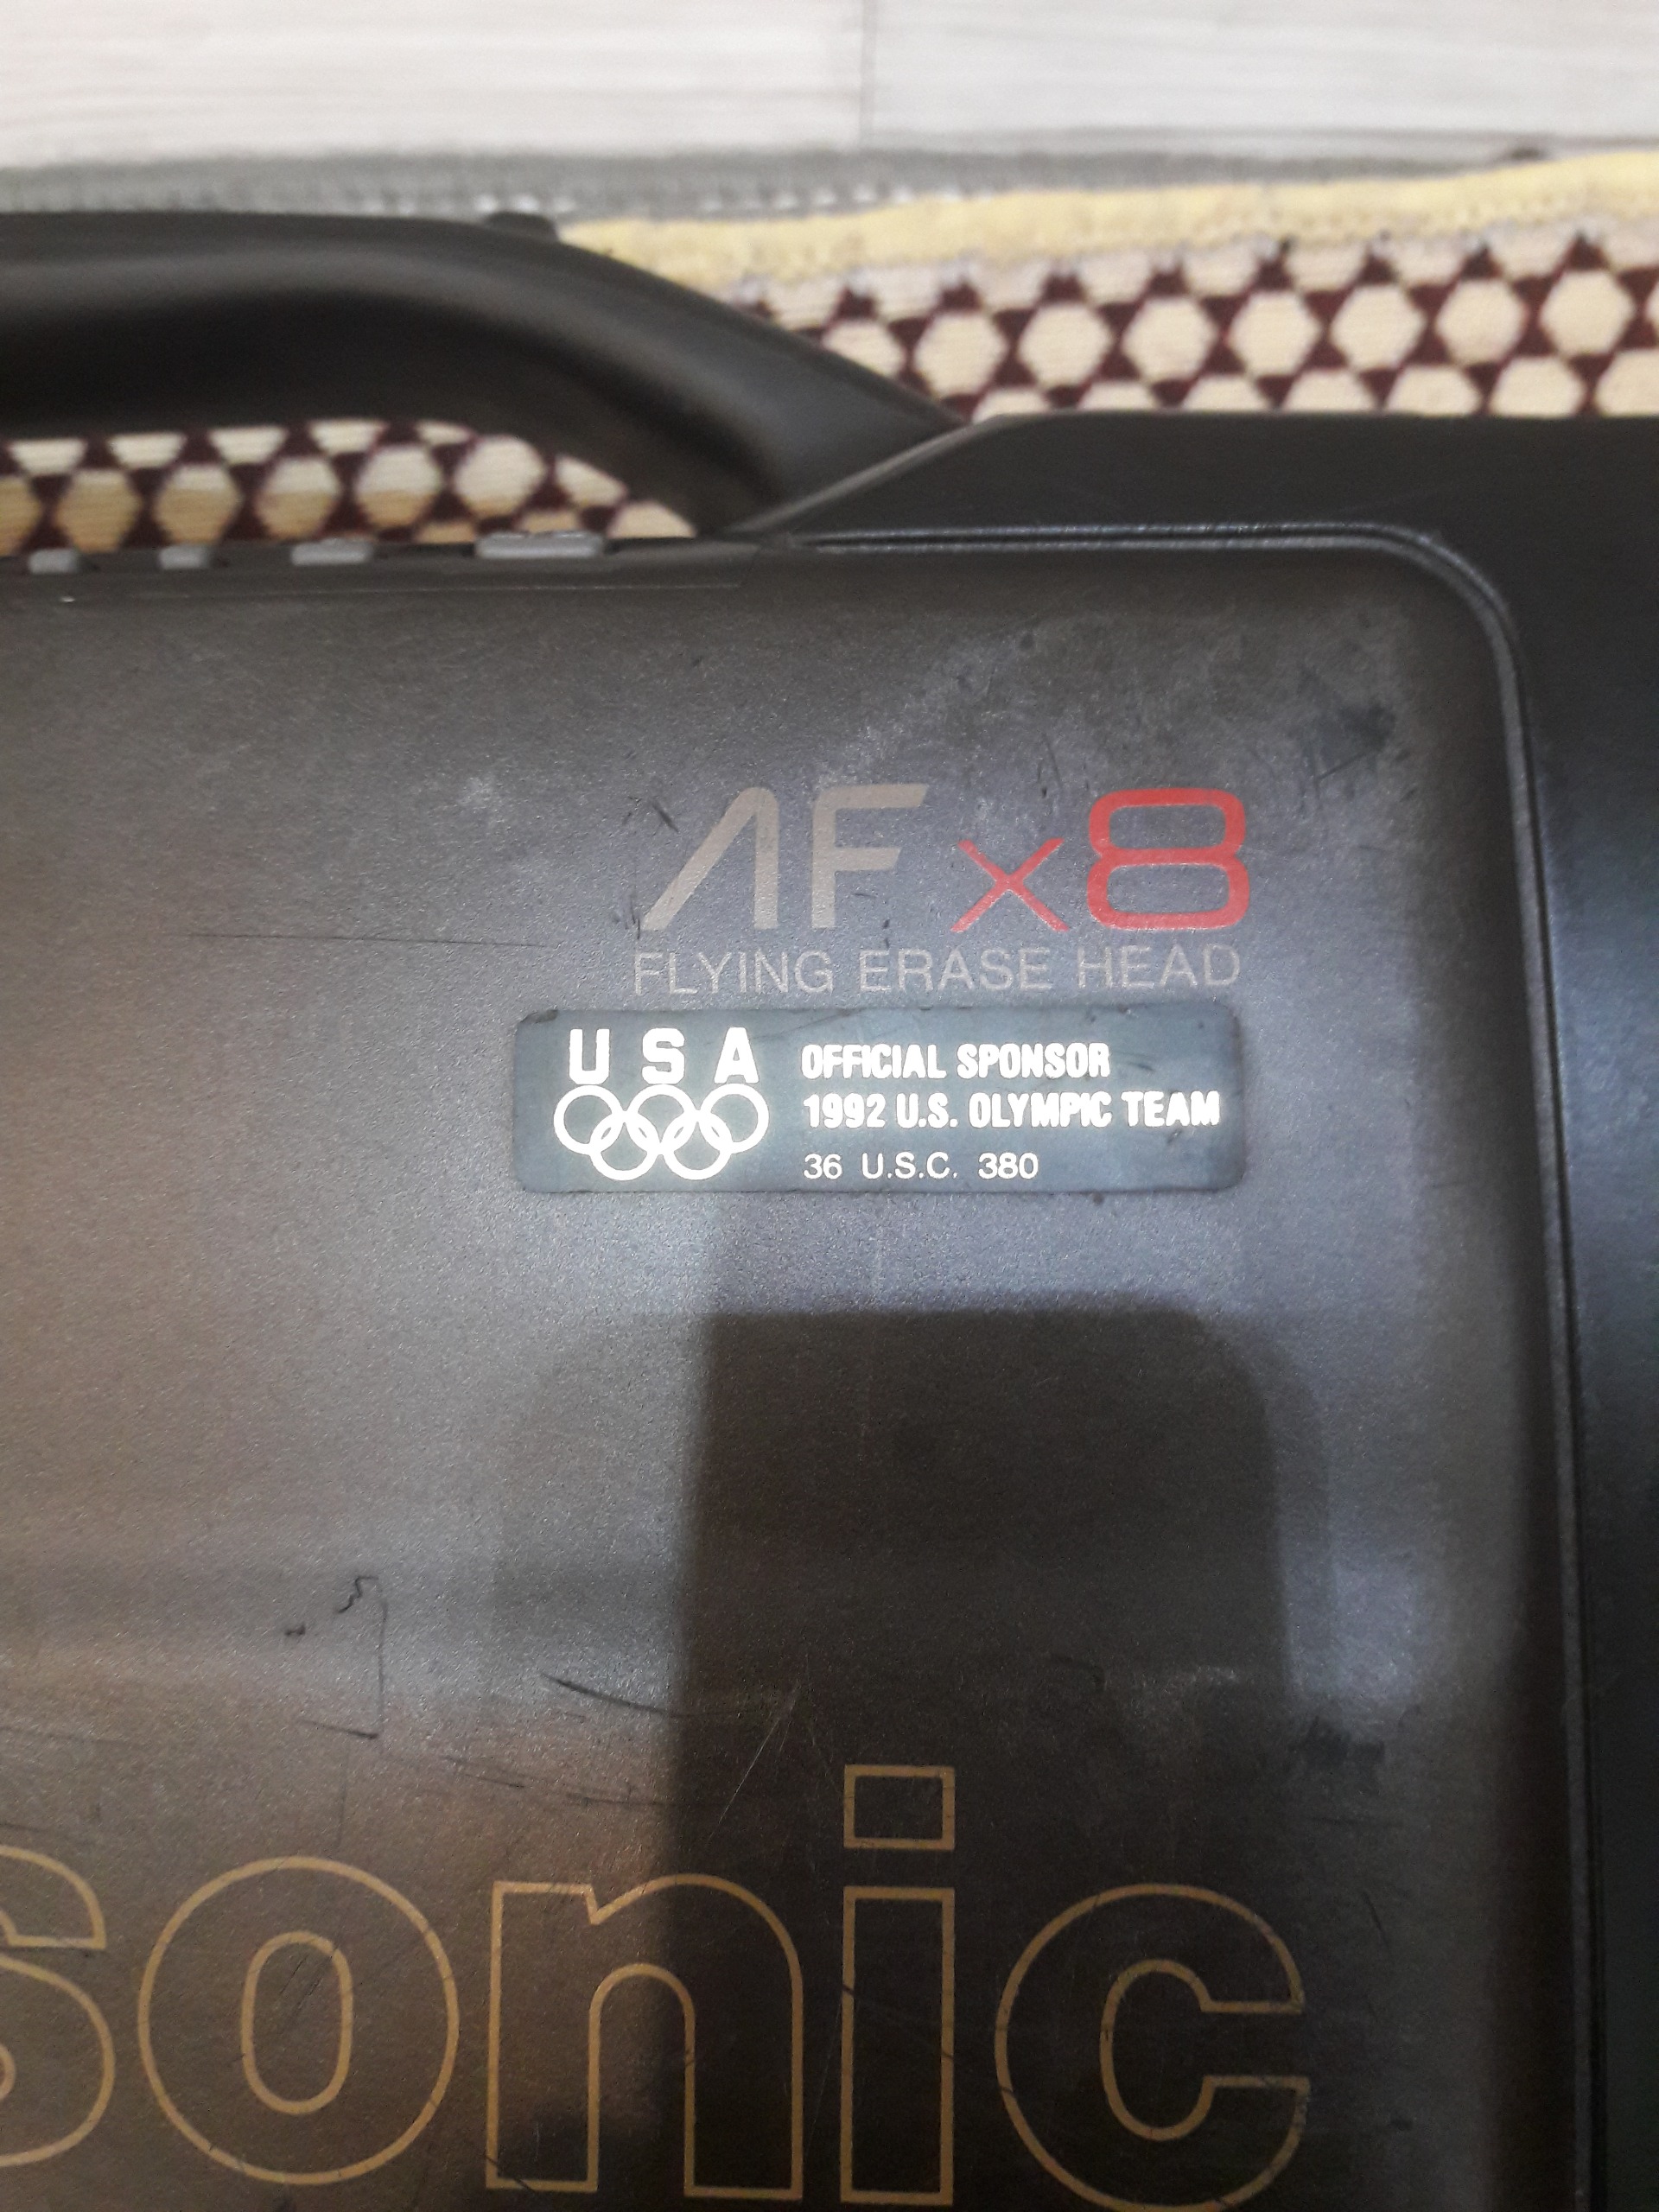 AF x8
FLYING ERASE HEAD
USA
OFFICIAL SPONSOR
1992 U.S. OLYMPIC TEAM
36 U.S.C. 380
sonic